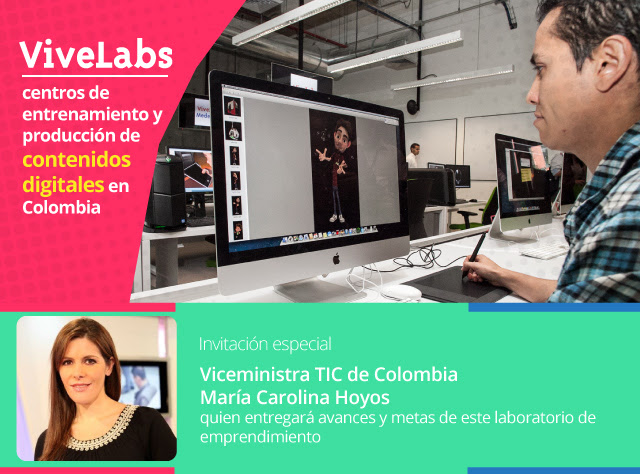 ViveLabs
centros de
entrenamiento y
producción de
contenidos
digitales en
Colombia
Invitación especial
Viceministra TIC de Colombia
María Carolina Hoyos
quien entregará avances y metas de este laboratorio de
emprendimiento